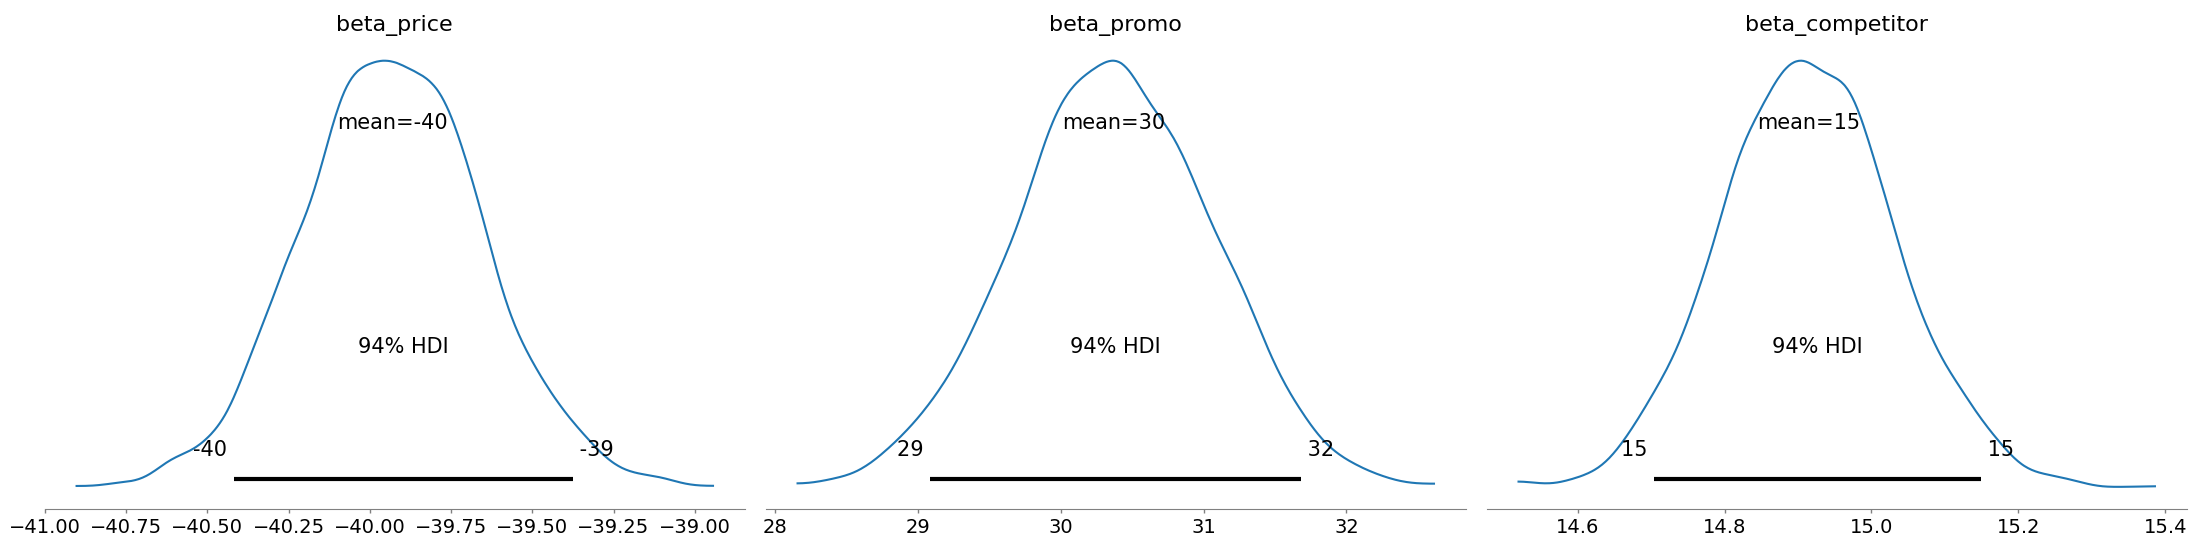 beta_price
mean=-40
94% HDI
-40
-39
−41.00 −40.75 −40.50 −40.25 −40.00 −39.75 −39.50 −39.25 −39.00
beta_promo
mean=30
94% HDI
29
32
28 29 30 31 32
beta_competitor
mean=15
94% HDI
15
15
14.6 14.8 15.0 15.2 15.4